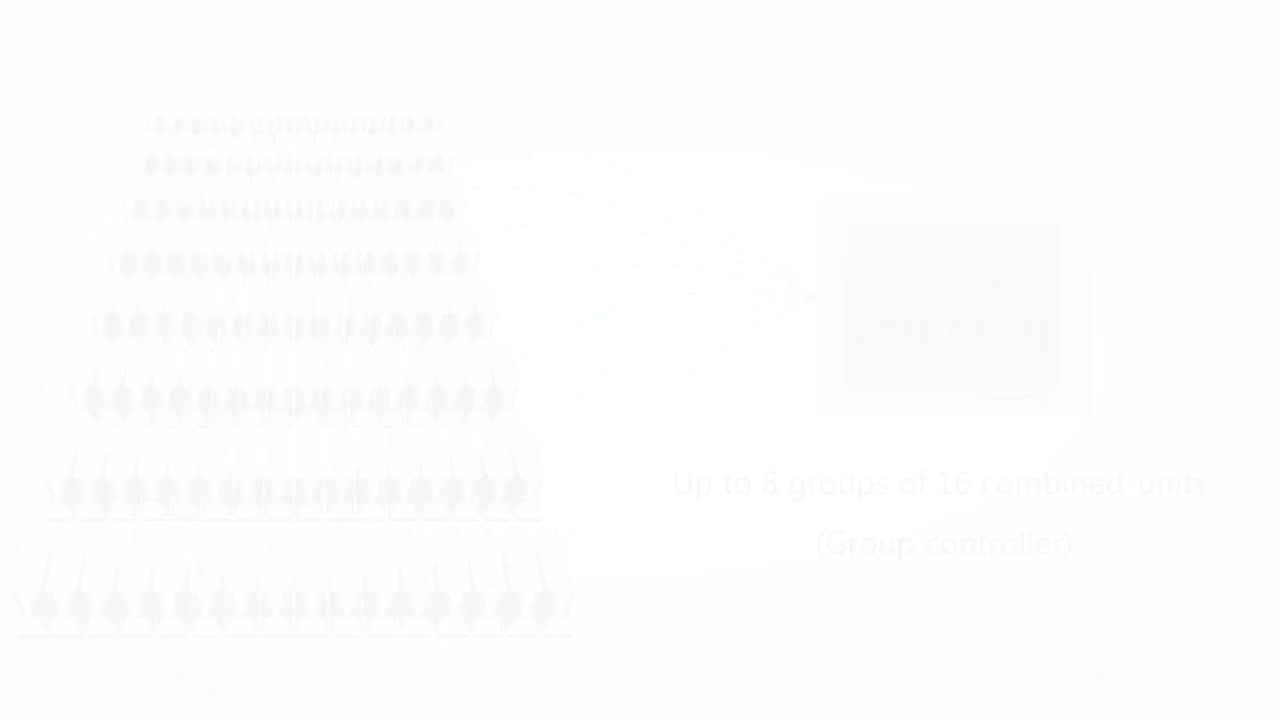 Up to 8 groups of 16 combined-units
(Group controller)